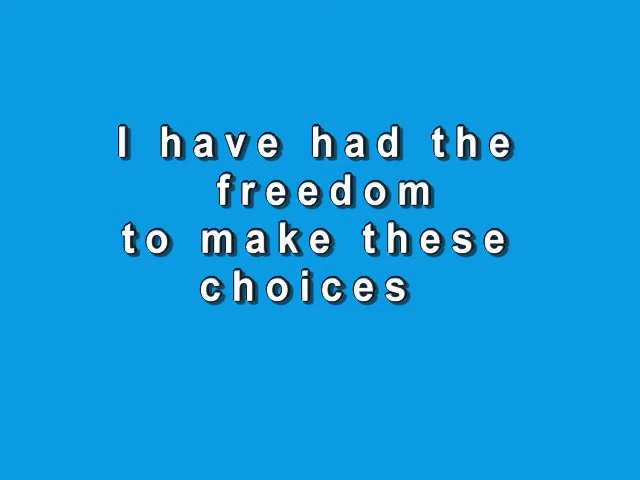 I have had the
freedom
to make these
choices